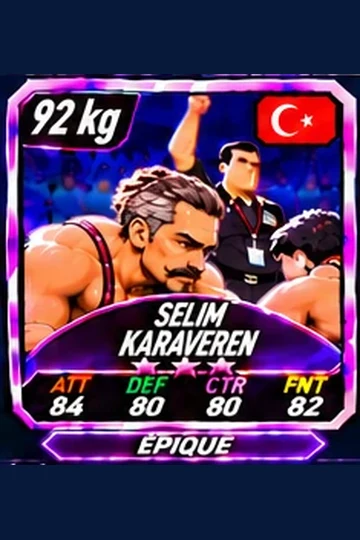 92 kg
SELIM
KARAVEREN
ATT DEF CTR FNT
84 80 80 82
ÉPIQUE